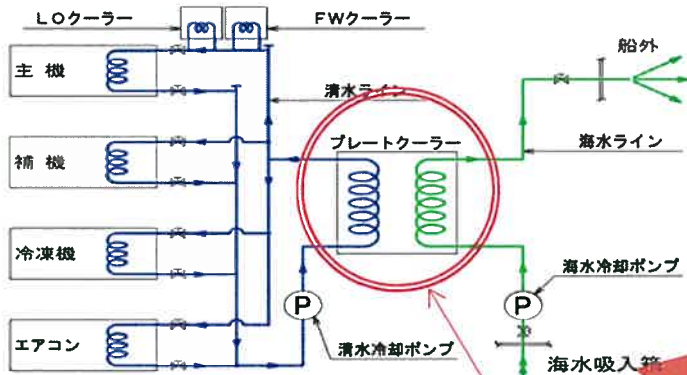 LOクーラー
FWクーラー
船外
主機
清水ライン
プレートクーラー
海水ライン
補機
冷凍機
P
P
海水冷却ポンプ
エアコン
清水冷却ポンプ
海水吸入箱